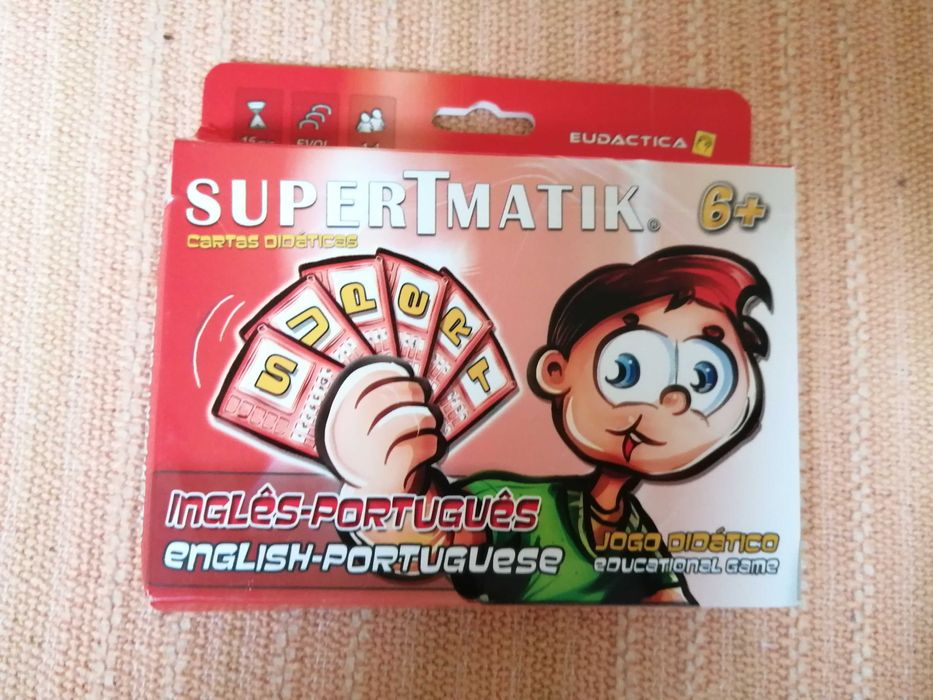 EUDACTICA
SUPERTMATIK®
6+
CARTAS DIDÁTICAS
S U P E R T
INGLÊS-PORTUGUÊS
ENGLISH-PORTUGUESE
JOGO DIDÁTICO
EDUCATIONAL GAME